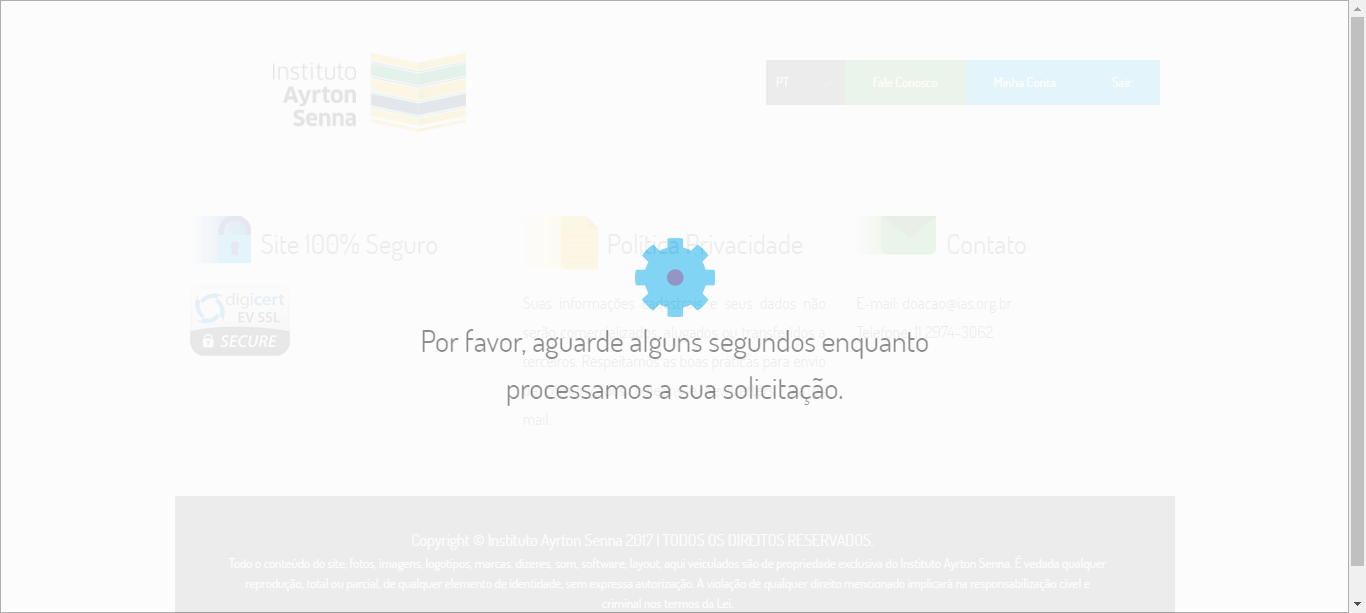 Instituto
Ayrton
Senna
PT
Fale Conosco
Minha Conta
Sair
Site 100% Seguro
digicert
EV SSL
SECURE
Política Privacidade
Suas informações cadastrais e seus dados não
serão comercializados, alugados ou transferidos a
terceiros. Respeitamos as boas práticas para envio
mail.
Contato
E-mail: doacao@ias.org.br
Telefone: 11 2974-3062
Por favor, aguarde alguns segundos enquanto
processamos a sua solicitação.
Copyright © Instituto Ayrton Senna 2017 | TODOS OS DIREITOS RESERVADOS.
Todo o conteúdo do site, fotos, imagens, logotipos, marcas, dizeres, som, software, layout, aqui veiculados são de propriedade exclusiva do Instituto Ayrton Senna. É vedada qualquer
reprodução, total ou parcial, de qualquer elemento de identidade, sem expressa autorização. A violação de qualquer direito mencionado implicará na responsabilização cível e
criminal nos termos da Lei.